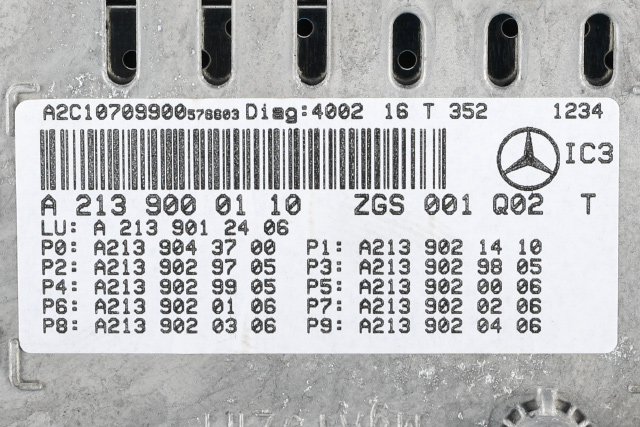 A2C10709900576603 Diag:4002 16 T 352 1234
IC3
A 213 900 01 10 ZGS 001 Q02 T
LU: A 213 901 24 06
P0: A213 904 37 00 P1: A213 902 14 10
P2: A213 902 97 05 P3: A213 902 98 05
P4: A213 902 99 05 P5: A213 902 00 06
P6: A213 902 01 06 P7: A213 902 02 06
P8: A213 902 03 06 P9: A213 902 04 06